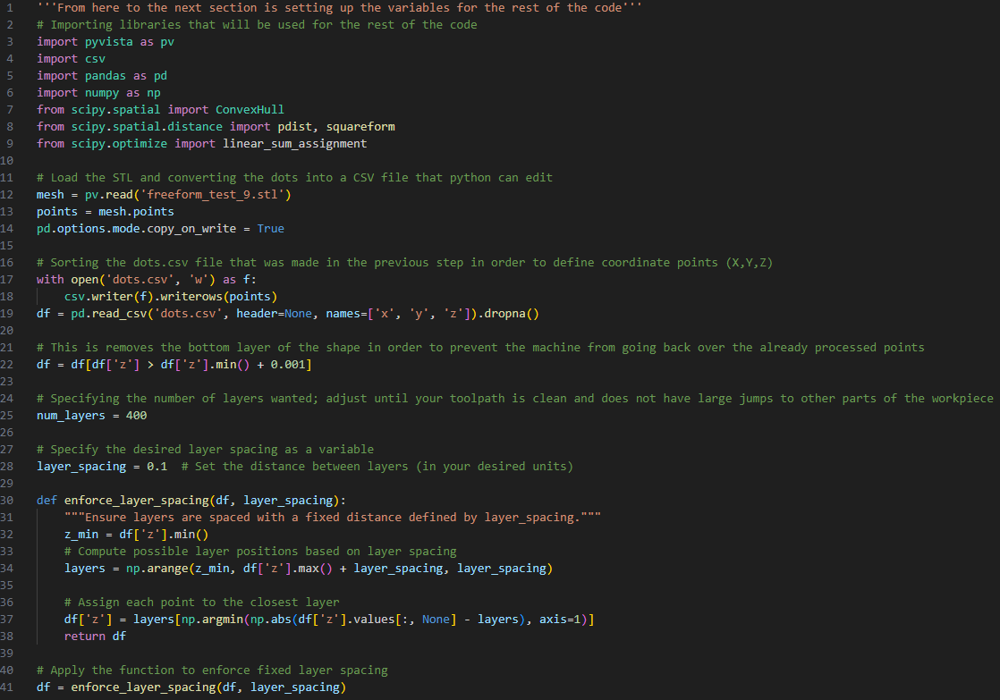 1 '''From here to the next section is setting up the variables for the rest of the code'''
2 # Importing libraries that will be used for the rest of the code
3 import pyvista as pv
4 import csv
5 import pandas as pd
6 import numpy as np
7 from scipy.spatial import ConvexHull
8 from scipy.spatial.distance import pdist, squareform
9 from scipy.optimize import linear_sum_assignment
10
11 # Load the STL and converting the dots into a CSV file that python can edit
12 mesh = pv.read('freeform_test_9.stl')
13 points = mesh.points
14 pd.options.mode.copy_on_write = True
15
16 # Sorting the dots.csv file that was made in the previous step in order to define coordinate points (X,Y,Z)
17 with open('dots.csv', 'w') as f:
18     csv.writer(f).writerows(points)
19 df = pd.read_csv('dots.csv', header=None, names=['x', 'y', 'z']).dropna()
20
21 # This is removes the bottom layer of the shape in order to prevent the machine from going back over the already processed points
22 df = df[df['z'] > df['z'].min() + 0.001]
23
24 # Specifying the number of layers wanted; adjust until your toolpath is clean and does not have large jumps to other parts of the workpiece
25 num_layers = 400
26
27 # Specify the desired layer spacing as a variable
28 layer_spacing = 0.1  # Set the distance between layers (in your desired units)
29
30 def enforce_layer_spacing(df, layer_spacing):
31     """Ensure layers are spaced with a fixed distance defined by layer_spacing."""
32     z_min = df['z'].min()
33     # Compute possible layer positions based on layer spacing
34     layers = np.arange(z_min, df['z'].max() + layer_spacing, layer_spacing)
35
36     # Assign each point to the closest layer
37     df['z'] = layers[np.argmin(np.abs(df['z'].values[:, None] - layers), axis=1)]
38     return df
39
40 # Apply the function to enforce fixed layer spacing
41 df = enforce_layer_spacing(df, layer_spacing)